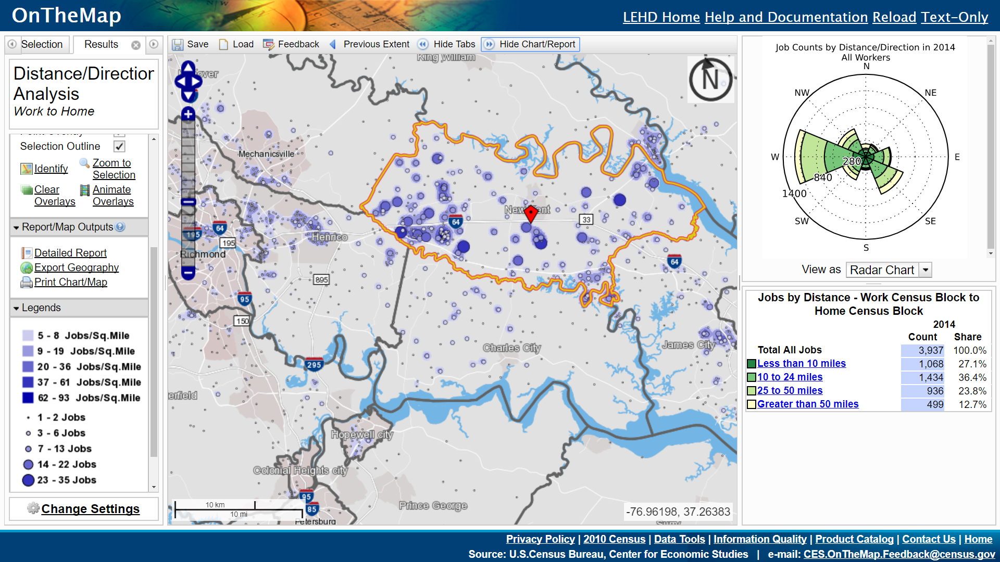 OnTheMap
LEHD Home Help and Documentation Reload Text-Only
Selection
Results
Save
Load
Feedback
Previous Extent
Hide Tabs
Hide Chart/Report
Distance/Direction
Analysis
Work to Home
Selection Outline
Identify
Zoom to
Selection
Clear
Overlays
Animate
Overlays
Report/Map Outputs
Detailed Report
Export Geography
Print Chart/Map
Legends
5 - 8 Jobs/Sq.Mile
9 - 19 Jobs/Sq.Mile
20 - 36 Jobs/Sq.Mile
37 - 61 Jobs/Sq.Mile
62 - 93 Jobs/Sq.Mile
1 - 2 Jobs
3 - 6 Jobs
7 - 13 Jobs
14 - 22 Jobs
23 - 35 Jobs
Change Settings
King William
N
Mechanicsville
New Kent
33
64
64
195
195
Henrico
Richmond
64
895
95
150
Charles City
James City
295
erfield
Hopewell city
Colonial Heights city
95
85
Prince George
Petersburg
Surry
10 km
10 mi
-76.96198, 37.26383
Job Counts by Distance/Direction in 2014
All Workers
N
NW
NE
W
E
280
840
1400
SW
SE
S
View as
Radar Chart
Jobs by Distance - Work Census Block to
Home Census Block
2014
Count Share
Total All Jobs 3,937 100.0%
Less than 10 miles 1,068 27.1%
10 to 24 miles 1,434 36.4%
25 to 50 miles 936 23.8%
Greater than 50 miles 499 12.7%
Privacy Policy | 2010 Census | Data Tools | Information Quality | Product Catalog | Contact Us | Home
Source: U.S.Census Bureau, Center for Economic Studies | e-mail: CES.OnTheMap.Feedback@census.gov